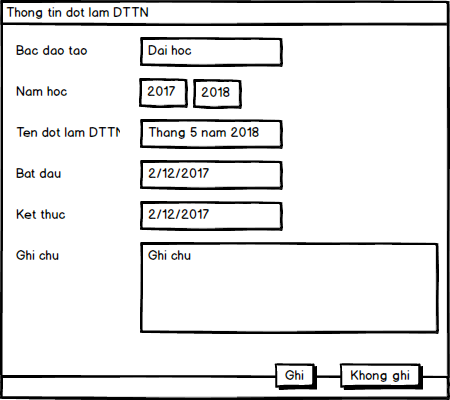 Thong tin dot lam DTTN
Bac dao tao Dai hoc
Nam hoc 2017 2018
Ten dot lam DTTN Thang 5 nam 2018
Bat dau 2/12/2017
Ket thuc 2/12/2017
Ghi chu Ghi chu
Ghi Khong ghi